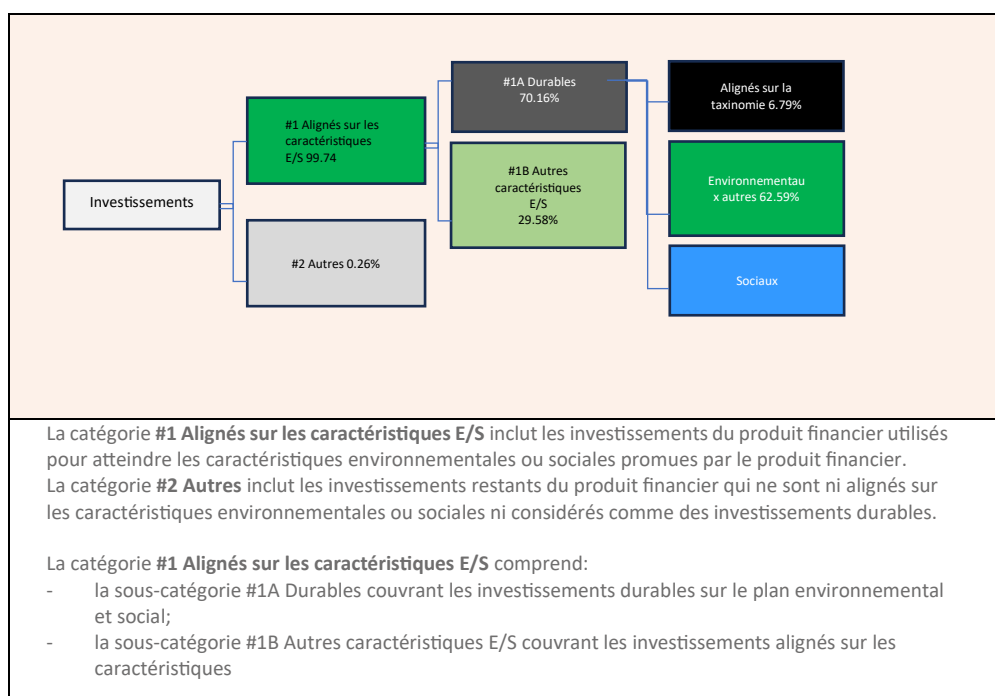 Investissements
#1 Alignés sur les
caractéristiques
E/S 99.74
#2 Autres 0.26%
#1A Durables
70.16%
#1B Autres
caractéristiques
E/S
29.58%
Alignés sur la
taxinomie 6.79%
Environnementau
x autres 62.59%
Sociaux
La catégorie #1 Alignés sur les caractéristiques E/S inclut les investissements du produit financier utilisés
pour atteindre les caractéristiques environnementales ou sociales promues par le produit financier.
La catégorie #2 Autres inclut les investissements restants du produit financier qui ne sont ni alignés sur
les caractéristiques environnementales ou sociales ni considérés comme des investissements durables.
La catégorie #1 Alignés sur les caractéristiques E/S comprend:
- la sous-catégorie #1A Durables couvrant les investissements durables sur le plan environnemental
et social;
- la sous-catégorie #1B Autres caractéristiques E/S couvrant les investissements alignés sur les
caractéristiques